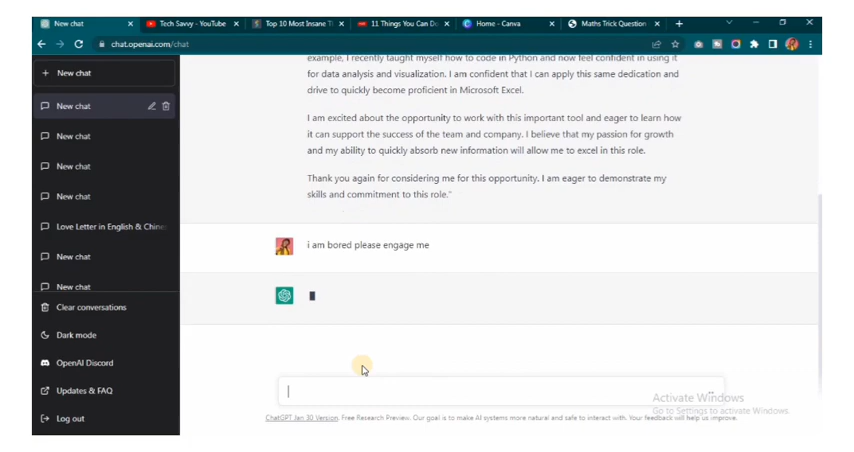 New chat
Tech Savvy - YouTube
Top 10 Most Insane T
11 Things You Can Do
Home - Canva
Maths Trick Question
chat.openai.com/chat
New chat
New chat
New chat
New chat
New chat
Love Letter in English & Chine
New chat
New chat
Clear conversations
Dark mode
OpenAI Discord
Updates & FAQ
Log out
example, I recently taught myself how to code in Python and now feel confident in using it
for data analysis and visualization. I am confident that I can apply this same dedication and
drive to quickly become proficient in Microsoft Excel.
I am excited about the opportunity to work with this important tool and eager to learn how
it can support the success of the team and company. I believe that my passion for growth
and my ability to quickly absorb new information will allow me to excel in this role.
Thank you again for considering me for this opportunity. I am eager to demonstrate my
skills and commitment to this role."
i am bored please engage me
Activate Windows
Go to Settings to activate Windows.
ChatGPT Jan 30 Version. Free Research Preview. Our goal is to make AI systems more natural and safe to interact with. Your feedback will help us improve.